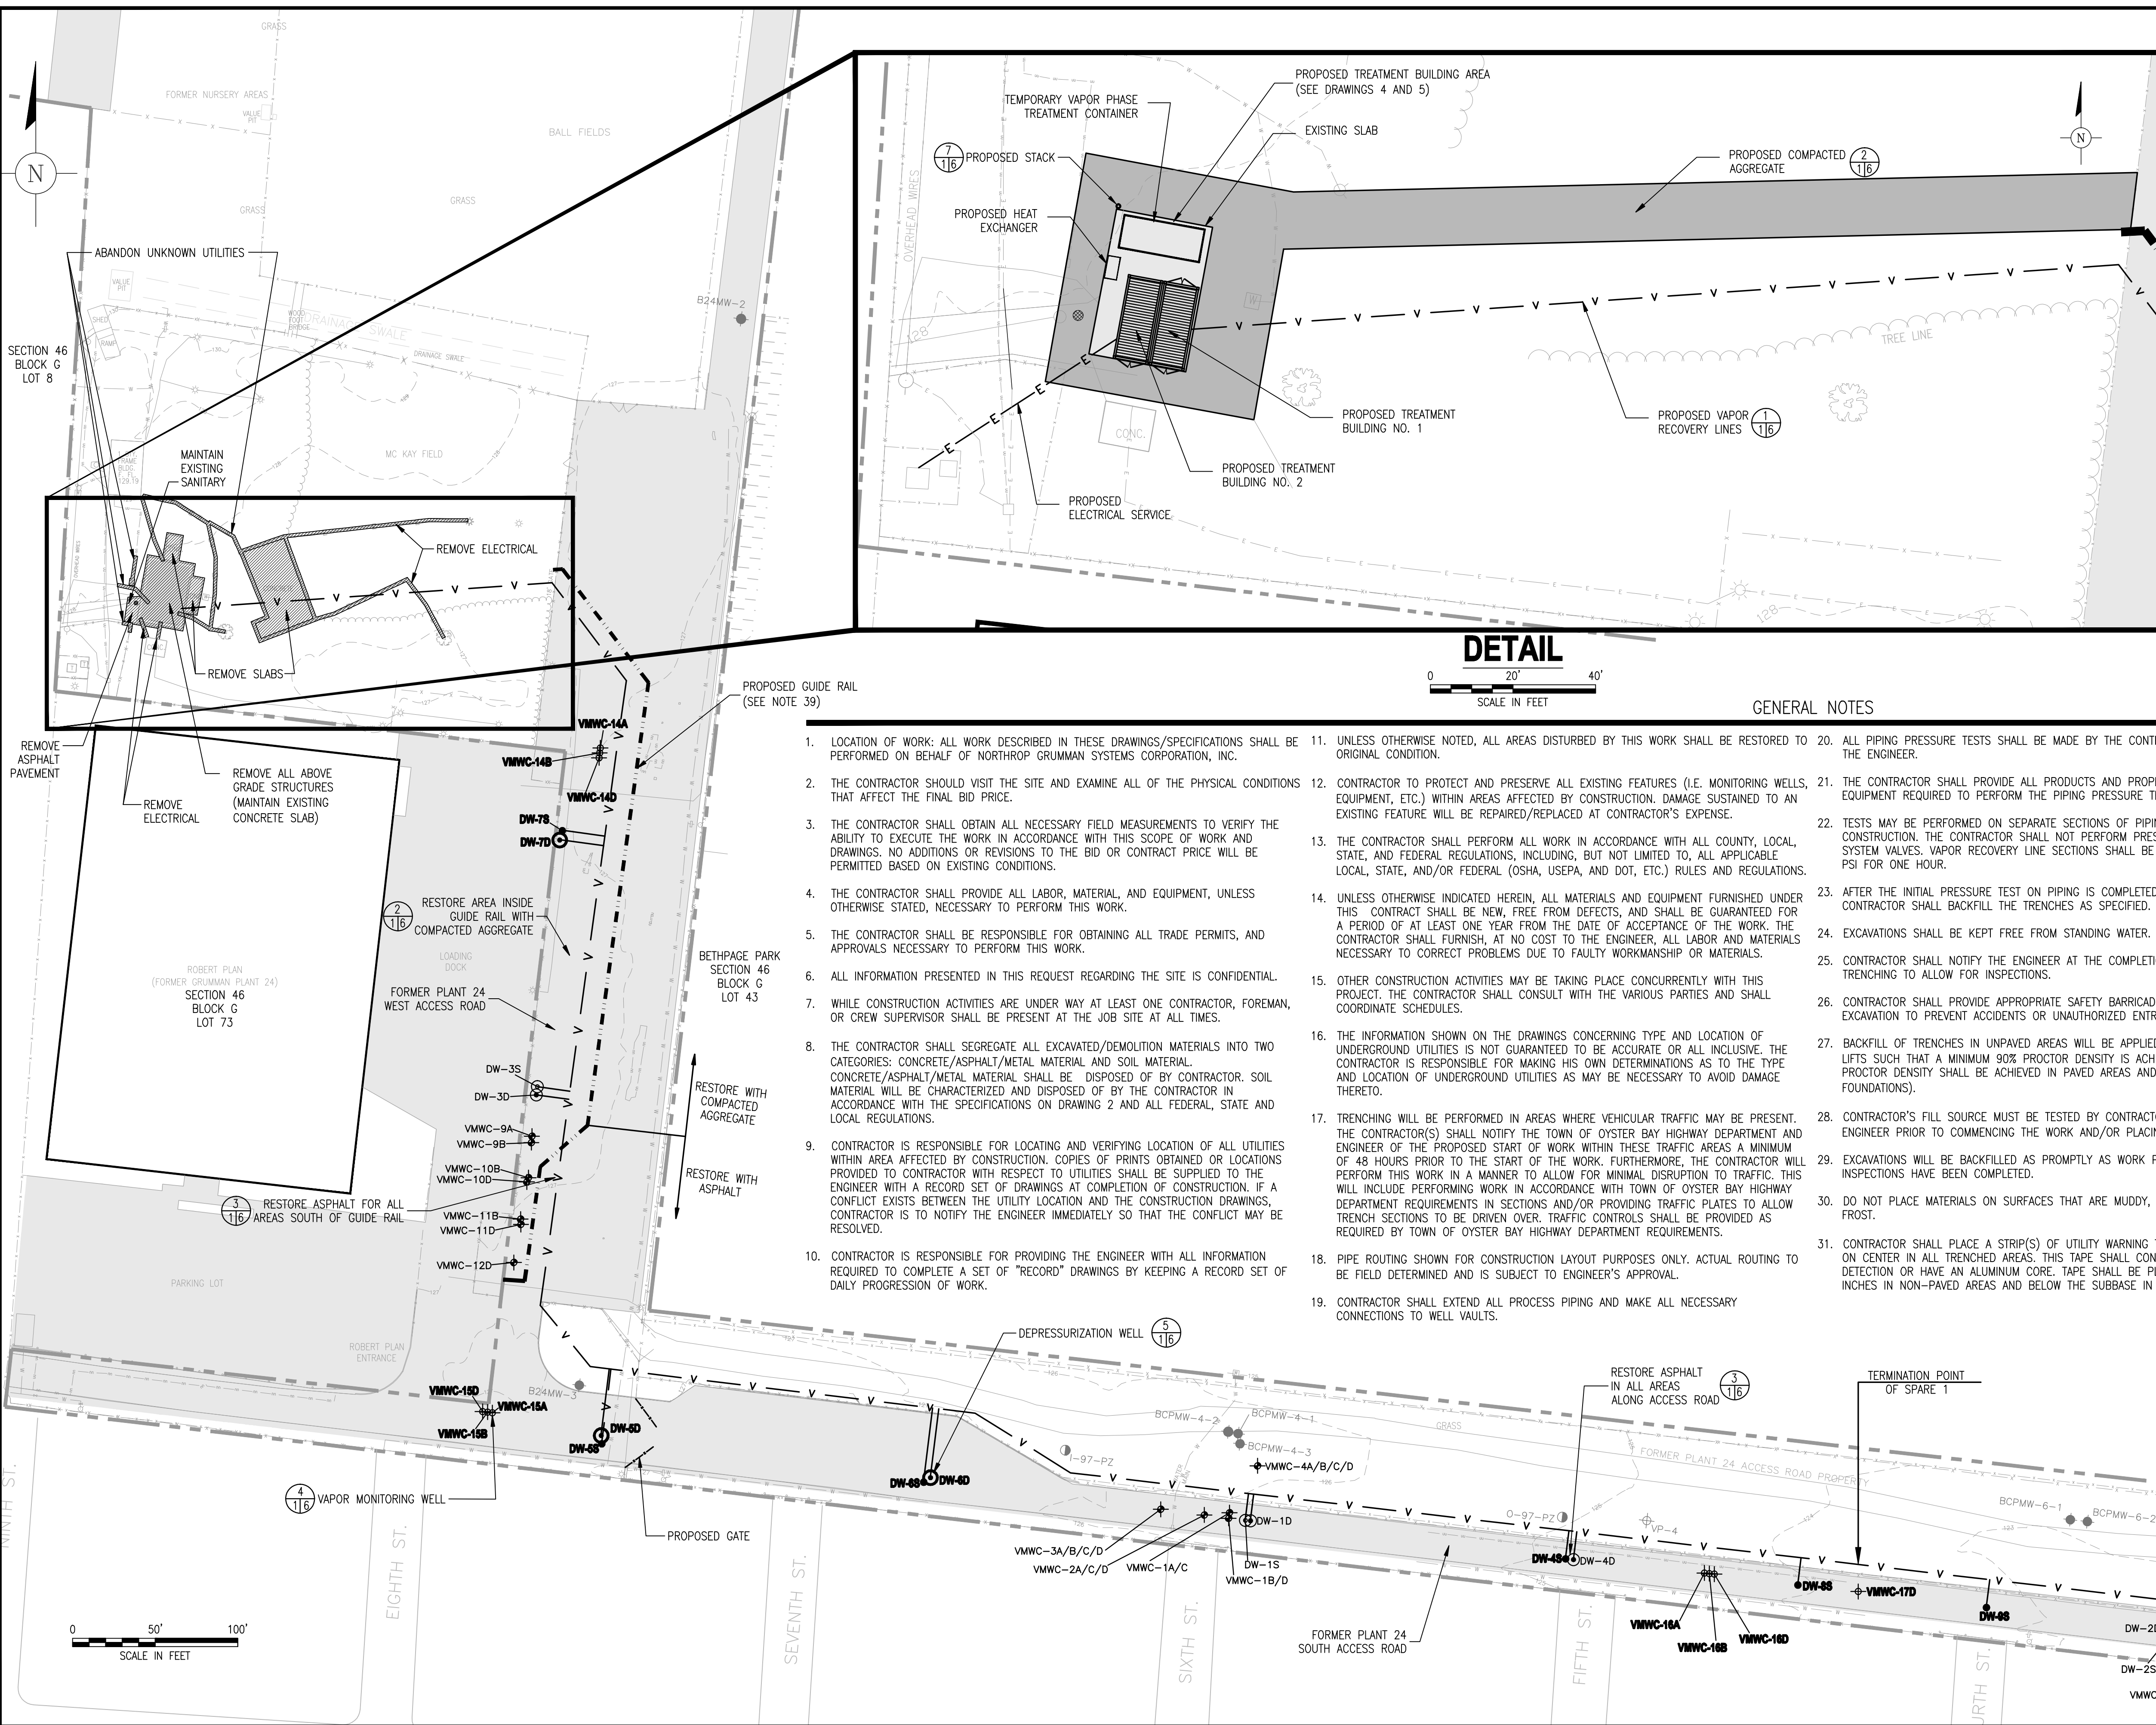 GRASS
FORMER NURSERY AREAS
VALUE
PIT
BALL FIELDS
N
GRASS
GRASS
ABANDON UNKNOWN UTILITIES
VALUE
PIT
SHED
RAMP
WOOD
FOOT
BRIDGE
DRAINAGE SWALE
DRAINAGE SWALE
B24MW-2
SECTION 46
BLOCK G
LOT 8
MAINTAIN
EXISTING
SANITARY
MC KAY FIELD
FRAME
BLDG.
OVERHEAD WIRES
REMOVE ELECTRICAL
REMOVE SLABS
REMOVE
ASPHALT
PAVEMENT
REMOVE
ELECTRICAL
REMOVE ALL ABOVE
GRADE STRUCTURES
(MAINTAIN EXISTING
CONCRETE SLAB)
PROPOSED GUIDE RAIL
(SEE NOTE 39)
PROPOSED TREATMENT BUILDING AREA
(SEE DRAWINGS 4 AND 5)
TEMPORARY VAPOR PHASE
TREATMENT CONTAINER
EXISTING SLAB
7
1|6
PROPOSED STACK
PROPOSED HEAT
EXCHANGER
OVERHEAD WIRES
128
PROPOSED COMPACTED
AGGREGATE
2
1|6
N
W
TREE LINE
CONC.
PROPOSED TREATMENT
BUILDING NO. 1
PROPOSED VAPOR
RECOVERY LINES
1
1|6
PROPOSED TREATMENT
BUILDING NO. 2
PROPOSED
ELECTRICAL SERVICE
128
DETAIL
0 20' 40'
SCALE IN FEET
VMWC-14A
VMWC-14B
VMWC-14D
DW-7S
DW-7D
2
1|6
RESTORE AREA INSIDE
GUIDE RAIL WITH
COMPACTED AGGREGATE
LOADING
DOCK
FORMER PLANT 24
WEST ACCESS ROAD
ROBERT PLAN
(FORMER GRUMMAN PLANT 24)
SECTION 46
BLOCK G
LOT 73
BETHPAGE PARK
SECTION 46
BLOCK G
LOT 43
DW-3S
DW-3D
VMWC-9A
VMWC-9B
VMWC-10B
VMWC-10D
RESTORE WITH
COMPACTED
AGGREGATE
RESTORE WITH
ASPHALT
3
1|6
RESTORE ASPHALT FOR ALL
AREAS SOUTH OF GUIDE RAIL
VMWC-11B
VMWC-11D
VMWC-12D
PARKING LOT
ROBERT PLAN
ENTRANCE
GENERAL NOTES
1. LOCATION OF WORK: ALL WORK DESCRIBED IN THESE DRAWINGS/SPECIFICATIONS SHALL BE
PERFORMED ON BEHALF OF NORTHROP GRUMMAN SYSTEMS CORPORATION, INC.
2. THE CONTRACTOR SHOULD VISIT THE SITE AND EXAMINE ALL OF THE PHYSICAL CONDITIONS
THAT AFFECT THE FINAL BID PRICE.
3. THE CONTRACTOR SHALL OBTAIN ALL NECESSARY FIELD MEASUREMENTS TO VERIFY THE
ABILITY TO EXECUTE THE WORK IN ACCORDANCE WITH THIS SCOPE OF WORK AND
DRAWINGS. NO ADDITIONS OR REVISIONS TO THE BID OR CONTRACT PRICE WILL BE
PERMITTED BASED ON EXISTING CONDITIONS.
4. THE CONTRACTOR SHALL PROVIDE ALL LABOR, MATERIAL, AND EQUIPMENT, UNLESS
OTHERWISE STATED, NECESSARY TO PERFORM THIS WORK.
5. THE CONTRACTOR SHALL BE RESPONSIBLE FOR OBTAINING ALL TRADE PERMITS, AND
APPROVALS NECESSARY TO PERFORM THIS WORK.
6. ALL INFORMATION PRESENTED IN THIS REQUEST REGARDING THE SITE IS CONFIDENTIAL.
7. WHILE CONSTRUCTION ACTIVITIES ARE UNDER WAY AT LEAST ONE CONTRACTOR, FOREMAN,
OR CREW SUPERVISOR SHALL BE PRESENT AT THE JOB SITE AT ALL TIMES.
8. THE CONTRACTOR SHALL SEGREGATE ALL EXCAVATED/DEMOLITION MATERIALS INTO TWO
CATEGORIES: CONCRETE/ASPHALT/METAL MATERIAL AND SOIL MATERIAL.
CONCRETE/ASPHALT/METAL MATERIAL SHALL BE DISPOSED OF BY CONTRACTOR. SOIL
MATERIAL WILL BE CHARACTERIZED AND DISPOSED OF BY THE CONTRACTOR IN
ACCORDANCE WITH THE SPECIFICATIONS ON DRAWING 2 AND ALL FEDERAL, STATE AND
LOCAL REGULATIONS.
9. CONTRACTOR IS RESPONSIBLE FOR LOCATING AND VERIFYING LOCATION OF ALL UTILITIES
WITHIN AREA AFFECTED BY CONSTRUCTION. COPIES OF PRINTS OBTAINED OR LOCATIONS
PROVIDED TO CONTRACTOR WITH RESPECT TO UTILITIES SHALL BE SUPPLIED TO THE
ENGINEER WITH A RECORD SET OF DRAWINGS AT COMPLETION OF CONSTRUCTION. IF A
CONFLICT EXISTS BETWEEN THE UTILITY LOCATION AND THE CONSTRUCTION DRAWINGS,
CONTRACTOR IS TO NOTIFY THE ENGINEER IMMEDIATELY SO THAT THE CONFLICT MAY BE
RESOLVED.
10. CONTRACTOR IS RESPONSIBLE FOR PROVIDING THE ENGINEER WITH ALL INFORMATION
REQUIRED TO COMPLETE A SET OF "RECORD" DRAWINGS BY KEEPING A RECORD SET OF
DAILY PROGRESSION OF WORK.
11. UNLESS OTHERWISE NOTED, ALL AREAS DISTURBED BY THIS WORK SHALL BE RESTORED TO
ORIGINAL CONDITION.
12. CONTRACTOR TO PROTECT AND PRESERVE ALL EXISTING FEATURES (I.E. MONITORING WELLS,
EQUIPMENT, ETC.) WITHIN AREAS AFFECTED BY CONSTRUCTION. DAMAGE SUSTAINED TO AN
EXISTING FEATURE WILL BE REPAIRED/REPLACED AT CONTRACTOR'S EXPENSE.
13. THE CONTRACTOR SHALL PERFORM ALL WORK IN ACCORDANCE WITH ALL COUNTY, LOCAL,
STATE, AND FEDERAL REGULATIONS, INCLUDING, BUT NOT LIMITED TO, ALL APPLICABLE
LOCAL, STATE, AND/OR FEDERAL (OSHA, USEPA, AND DOT, ETC.) RULES AND REGULATIONS.
14. UNLESS OTHERWISE INDICATED HEREIN, ALL MATERIALS AND EQUIPMENT FURNISHED UNDER
THIS CONTRACT SHALL BE NEW, FREE FROM DEFECTS, AND SHALL BE GUARANTEED FOR
A PERIOD OF AT LEAST ONE YEAR FROM THE DATE OF ACCEPTANCE OF THE WORK. THE
CONTRACTOR SHALL FURNISH, AT NO COST TO THE ENGINEER, ALL LABOR AND MATERIALS
NECESSARY TO CORRECT PROBLEMS DUE TO FAULTY WORKMANSHIP OR MATERIALS.
15. OTHER CONSTRUCTION ACTIVITIES MAY BE TAKING PLACE CONCURRENTLY WITH THIS
PROJECT. THE CONTRACTOR SHALL CONSULT WITH THE VARIOUS PARTIES AND SHALL
COORDINATE SCHEDULES.
16. THE INFORMATION SHOWN ON THE DRAWINGS CONCERNING TYPE AND LOCATION OF
UNDERGROUND UTILITIES IS NOT GUARANTEED TO BE ACCURATE OR ALL INCLUSIVE. THE
CONTRACTOR IS RESPONSIBLE FOR MAKING HIS OWN DETERMINATIONS AS TO THE TYPE
AND LOCATION OF UNDERGROUND UTILITIES AS MAY BE NECESSARY TO AVOID DAMAGE
THERETO.
17. TRENCHING WILL BE PERFORMED IN AREAS WHERE VEHICULAR TRAFFIC MAY BE PRESENT.
THE CONTRACTOR(S) SHALL NOTIFY THE TOWN OF OYSTER BAY HIGHWAY DEPARTMENT AND
ENGINEER OF THE PROPOSED START OF WORK WITHIN THESE TRAFFIC AREAS A MINIMUM
OF 48 HOURS PRIOR TO THE START OF THE WORK. FURTHERMORE, THE CONTRACTOR WILL
PERFORM THIS WORK IN A MANNER TO ALLOW FOR MINIMAL DISRUPTION TO TRAFFIC. THIS
WILL INCLUDE PERFORMING WORK IN ACCORDANCE WITH TOWN OF OYSTER BAY HIGHWAY
DEPARTMENT REQUIREMENTS IN SECTIONS AND/OR PROVIDING TRAFFIC PLATES TO ALLOW
TRENCH SECTIONS TO BE DRIVEN OVER. TRAFFIC CONTROLS SHALL BE PROVIDED AS
REQUIRED BY TOWN OF OYSTER BAY HIGHWAY DEPARTMENT REQUIREMENTS.
18. PIPE ROUTING SHOWN FOR CONSTRUCTION LAYOUT PURPOSES ONLY. ACTUAL ROUTING TO
BE FIELD DETERMINED AND IS SUBJECT TO ENGINEER'S APPROVAL.
19. CONTRACTOR SHALL EXTEND ALL PROCESS PIPING AND MAKE ALL NECESSARY
CONNECTIONS TO WELL VAULTS.
20. ALL PIPING PRESSURE TESTS SHALL BE MADE BY THE
THE ENGINEER.
21. THE CONTRACTOR SHALL PROVIDE ALL PRODUCTS AND
EQUIPMENT REQUIRED TO PERFORM THE PIPING PRESSURE
22. TESTS MAY BE PERFORMED ON SEPARATE SECTIONS OF
CONSTRUCTION. THE CONTRACTOR SHALL NOT PERFORM
SYSTEM VALVES. VAPOR RECOVERY LINE SECTIONS SHALL BE
PSI FOR ONE HOUR.
23. AFTER THE INITIAL PRESSURE TEST ON PIPING IS COMPLETED
CONTRACTOR SHALL BACKFILL THE TRENCHES AS SPECIFIED.
24. EXCAVATIONS SHALL BE KEPT FREE FROM STANDING WATER.
25. CONTRACTOR SHALL NOTIFY THE ENGINEER AT THE
TRENCHING TO ALLOW FOR INSPECTIONS.
26. CONTRACTOR SHALL PROVIDE APPROPRIATE SAFETY
EXCAVATION TO PREVENT ACCIDENTS OR UNAUTHORIZED
27. BACKFILL OF TRENCHES IN UNPAVED AREAS WILL BE APPLIED
LIFTS SUCH THAT A MINIMUM 90% PROCTOR DENSITY IS
PROCTOR DENSITY SHALL BE ACHIEVED IN PAVED AREAS AND
FOUNDATIONS).
28. CONTRACTOR'S FILL SOURCE MUST BE TESTED BY
ENGINEER PRIOR TO COMMENCING THE WORK AND/OR
29. EXCAVATIONS WILL BE BACKFILLED AS PROMPTLY AS WORK
INSPECTIONS HAVE BEEN COMPLETED.
30. DO NOT PLACE MATERIALS ON SURFACES THAT ARE MUDDY,
FROST.
31. CONTRACTOR SHALL PLACE A STRIP(S) OF UTILITY WARNING
ON CENTER IN ALL TRENCHED AREAS. THIS TAPE SHALL
DETECTION OR HAVE AN ALUMINUM CORE. TAPE SHALL BE
INCHES IN NON-PAVED AREAS AND BELOW THE SUBBASE IN
DEPRESSURIZATION WELL
5
1|6
RESTORE ASPHALT
IN ALL AREAS
ALONG ACCESS ROAD
3
1|6
TERMINATION POINT
OF SPARE 1
VMWC-15D
VMWC-15A
VMWC-15B
B24MW-3
DW-5D
DW-5S
DW-6S
DW-6D
4
1|6
VAPOR MONITORING WELL
PROPOSED GATE
I-97-PZ
BCPMW-4-2
BCPMW-4-1
BCPMW-4-3
VMWC-4A/B/C/D
GRASS
FORMER PLANT 24 ACCESS ROAD PROPERTY
BCPMW-6-1
BCPMW-6-2
DW-1D
DW-1S
VMWC-3A/B/C/D
VMWC-2A/C/D
VMWC-1A/C
VMWC-1B/D
O-97-PZ
VP-4
DW-4S
DW-4D
DW-8S
VMWC-17D
DW-9S
VMWC-16A
VMWC-16B
VMWC-16D
DW-2S
FORMER PLANT 24
SOUTH ACCESS ROAD
NINTH ST.
EIGHTH ST.
SEVENTH ST.
SIXTH ST.
FIFTH ST.
0 50' 100'
SCALE IN FEET